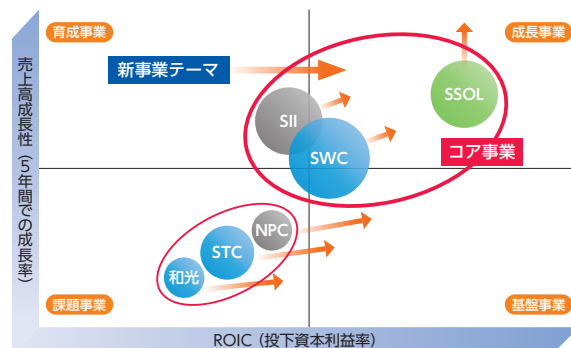 育成事業
成長事業
新事業テーマ
SSOL
SII
コア事業
SWC
売上高成長性（5年間での成長率）
NPC
STC
和光
課題事業
基盤事業
ROIC（投下資本利益率）